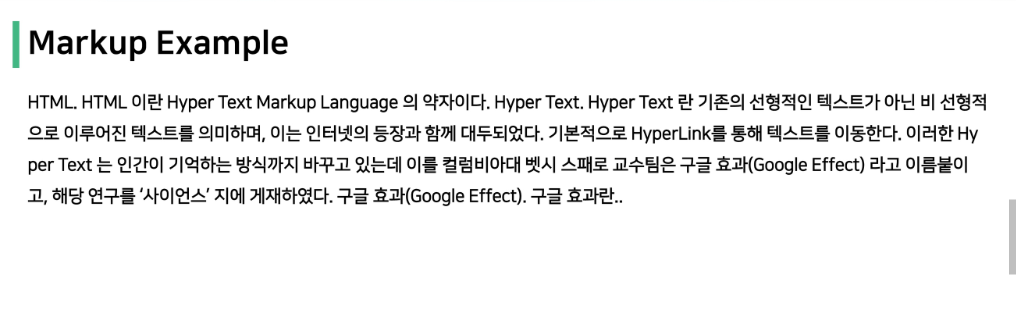 Markup Example
HTML. HTML 이란 Hyper Text Markup Language 의 약자이다. Hyper Text. Hyper Text 란 기존의 선형적인 텍스트가 아닌 비 선형적
으로 이루어진 텍스트를 의미하며, 이는 인터넷의 등장과 함께 대두되었다. 기본적으로 HyperLink를 통해 텍스트를 이동한다. 이러한 Hy
per Text 는 인간이 기억하는 방식까지 바꾸고 있는데 이를 컬럼비아대 벳시 스패로 교수팀은 구글 효과(Google Effect) 라고 이름붙이
고, 해당 연구를 ‘사이언스’ 지에 게재하였다. 구글 효과(Google Effect). 구글 효과란..